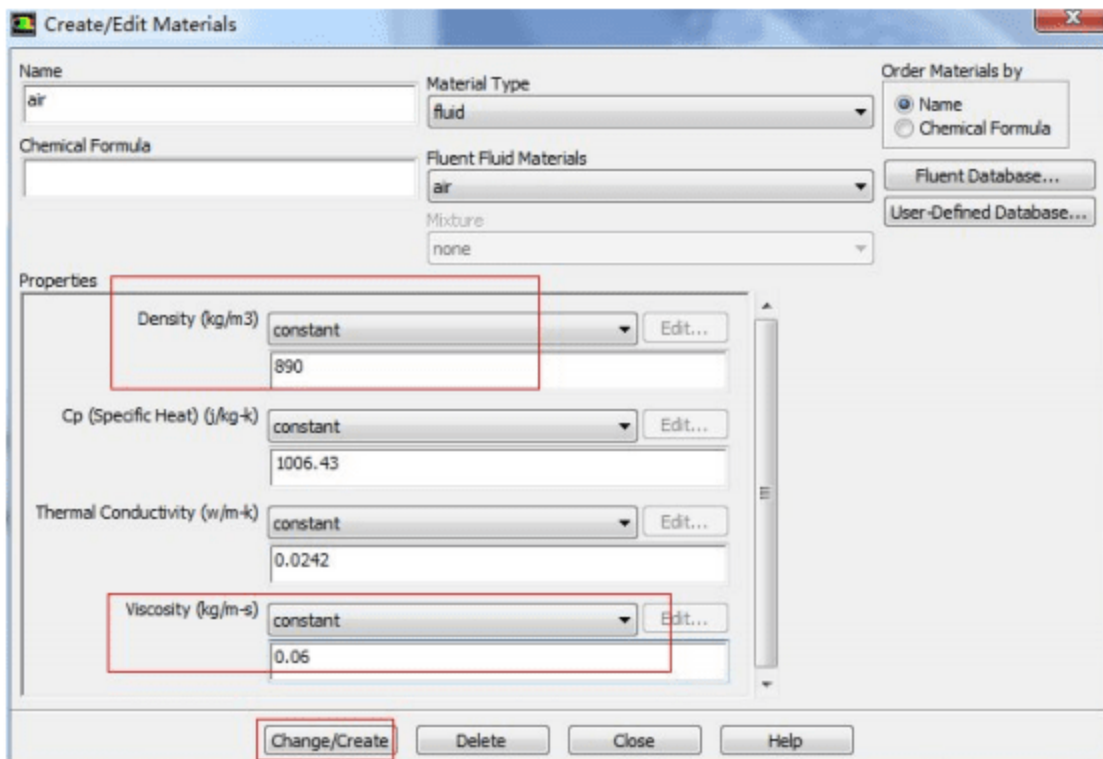 Create/Edit Materials
Name
air
Chemical Formula
Material Type
fluid
Fluent Fluid Materials
air
Mixture
none
Order Materials by
Name
Chemical Formula
Fluent Database...
User-Defined Database...
Properties
Density (kg/m3)
constant
Edit...
890
Cp (Specific Heat) (j/kg-k)
constant
Edit...
1006.43
Thermal Conductivity (w/m-k)
constant
Edit...
0.0242
Viscosity (kg/m-s)
constant
Edit...
0.06
Change/Create
Delete
Close
Help